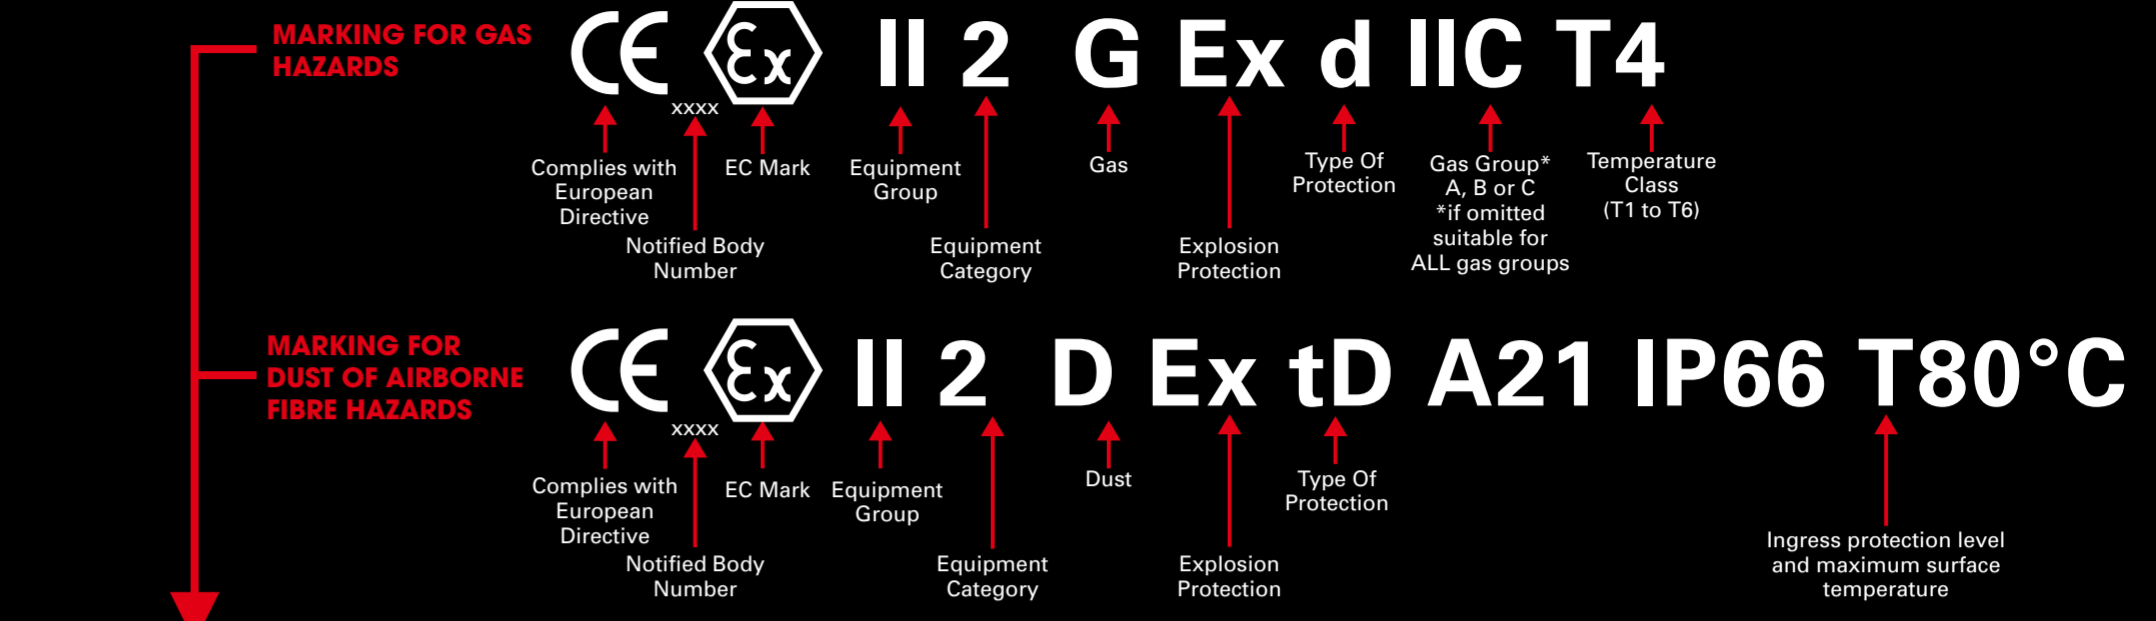 MARKING FOR GAS
HAZARDS
CE Ex II 2 G Ex d IIC T4
xxxx
Complies with
European
Directive
Notified Body
Number
EC Mark
Equipment
Group
Equipment
Category
Gas
Explosion
Protection
Type Of
Protection
Gas Group*
A, B or C
*if omitted
suitable for
ALL gas groups
Temperature
Class
(T1 to T6)
MARKING FOR
DUST OF AIRBORNE
FIBRE HAZARDS
CE Ex II 2 D Ex tD A21 IP66 T80°C
xxxx
Complies with
European
Directive
Notified Body
Number
EC Mark
Equipment
Group
Equipment
Category
Dust
Explosion
Protection
Type Of
Protection
Ingress protection level
and maximum surface
temperature